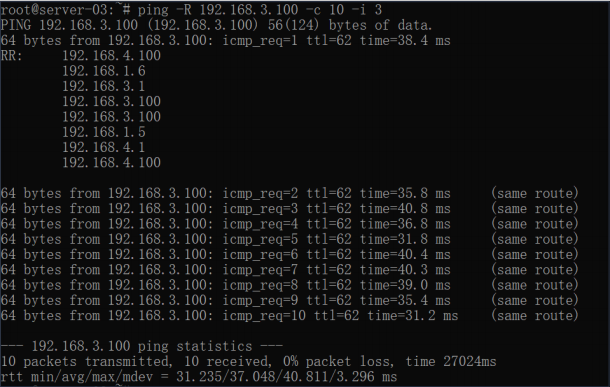 root@server-03:~# ping -R 192.168.3.100 -c 10 -i 3
PING 192.168.3.100 (192.168.3.100) 56(124) bytes of data.
64 bytes from 192.168.3.100: icmp_req=1 ttl=62 time=38.4 ms
RR:     192.168.4.100
        192.168.1.6
        192.168.3.1
        192.168.3.100
        192.168.3.100
        192.168.1.5
        192.168.4.1
        192.168.4.100

64 bytes from 192.168.3.100: icmp_req=2 ttl=62 time=35.8 ms     (same route)
64 bytes from 192.168.3.100: icmp_req=3 ttl=62 time=40.8 ms     (same route)
64 bytes from 192.168.3.100: icmp_req=4 ttl=62 time=36.8 ms     (same route)
64 bytes from 192.168.3.100: icmp_req=5 ttl=62 time=31.8 ms     (same route)
64 bytes from 192.168.3.100: icmp_req=6 ttl=62 time=40.4 ms     (same route)
64 bytes from 192.168.3.100: icmp_req=7 ttl=62 time=40.3 ms     (same route)
64 bytes from 192.168.3.100: icmp_req=8 ttl=62 time=39.0 ms     (same route)
64 bytes from 192.168.3.100: icmp_req=9 ttl=62 time=35.4 ms     (same route)
64 bytes from 192.168.3.100: icmp_req=10 ttl=62 time=31.2 ms    (same route)

--- 192.168.3.100 ping statistics ---
10 packets transmitted, 10 received, 0% packet loss, time 27024ms
rtt min/avg/max/mdev = 31.235/37.048/40.811/3.296 ms